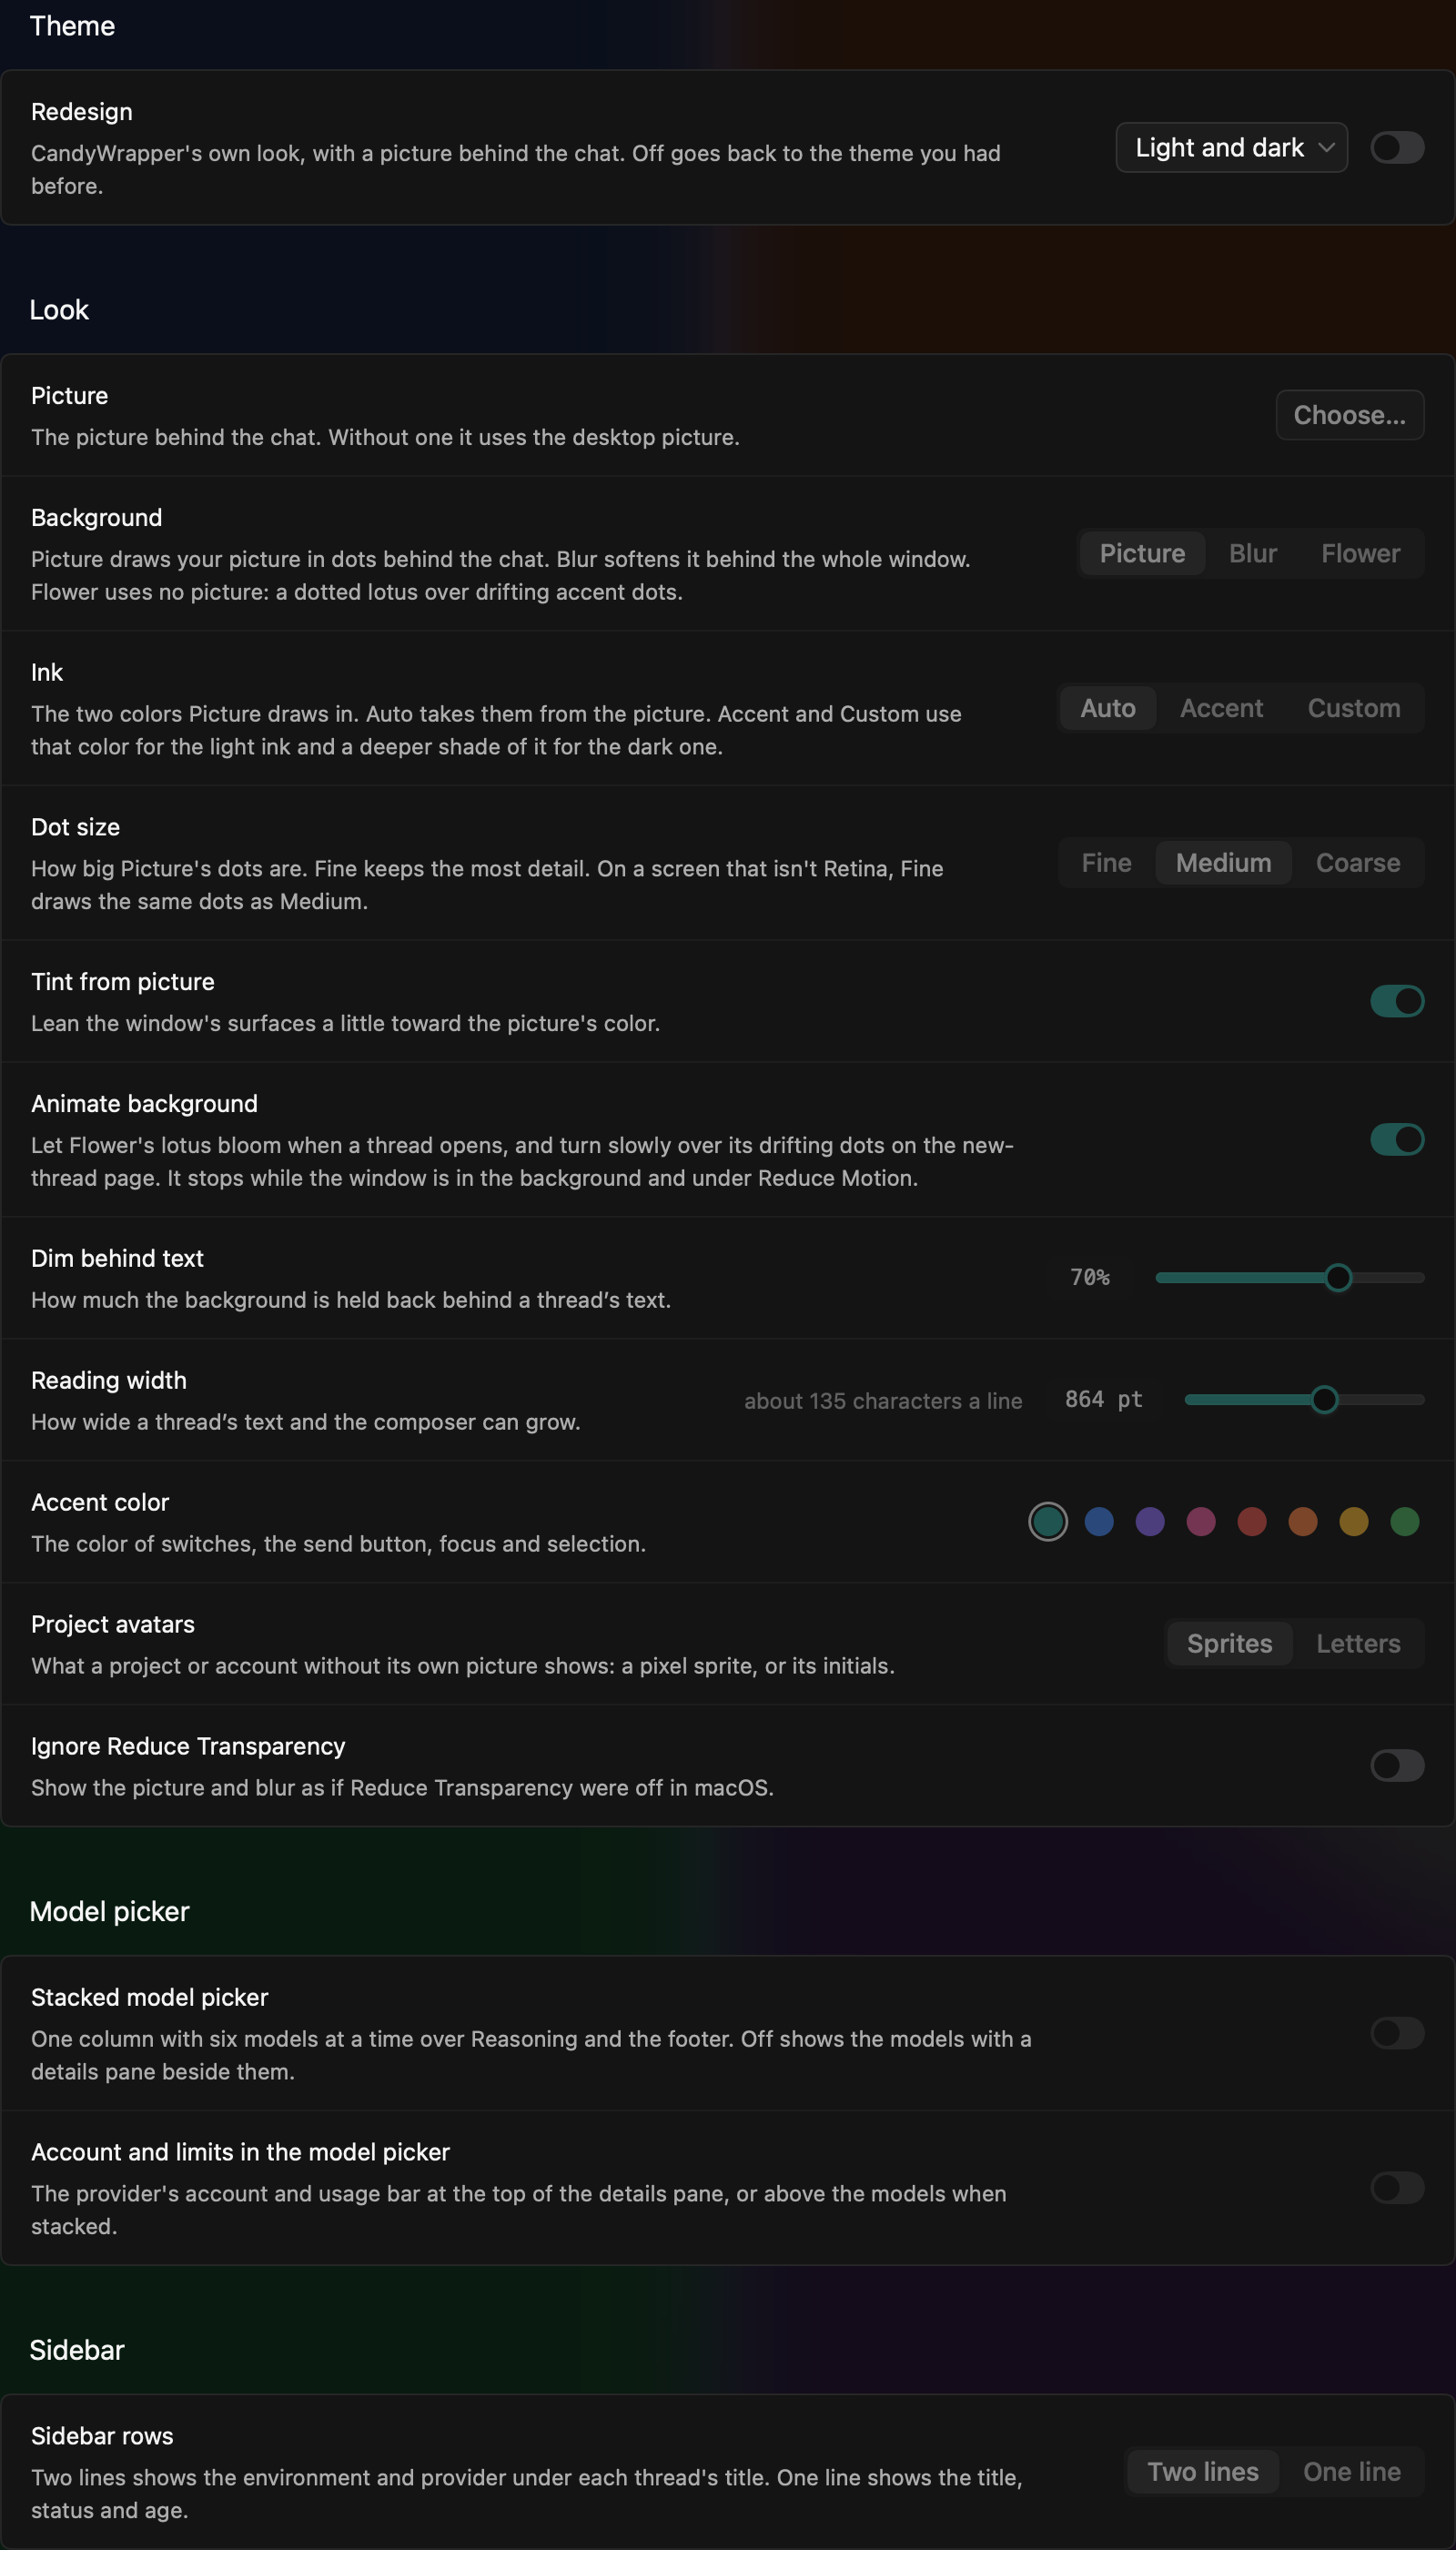 Theme
Redesign
CandyWrapper's own look, with a picture behind the chat. Off goes back to the theme you had
before.
Light and dark
Look
Picture
The picture behind the chat. Without one it uses the desktop picture.
Choose...
Background
Picture draws your picture in dots behind the chat. Blur softens it behind the whole window.
Flower uses no picture: a dotted lotus over drifting accent dots.
Picture Blur Flower
Ink
The two colors Picture draws in. Auto takes them from the picture. Accent and Custom use
that color for the light ink and a deeper shade of it for the dark one.
Auto Accent Custom
Dot size
How big Picture's dots are. Fine keeps the most detail. On a screen that isn't Retina, Fine
draws the same dots as Medium.
Fine Medium Coarse
Tint from picture
Lean the window's surfaces a little toward the picture's color.
Animate background
Let Flower's lotus bloom when a thread opens, and turn slowly over its drifting dots on the new-
thread page. It stops while the window is in the background and under Reduce Motion.
Dim behind text
How much the background is held back behind a thread’s text.
70%
Reading width
How wide a thread’s text and the composer can grow.
about 135 characters a line 864 pt
Accent color
The color of switches, the send button, focus and selection.
Project avatars
What a project or account without its own picture shows: a pixel sprite, or its initials.
Sprites Letters
Ignore Reduce Transparency
Show the picture and blur as if Reduce Transparency were off in macOS.
Model picker
Stacked model picker
One column with six models at a time over Reasoning and the footer. Off shows the models with a
details pane beside them.
Account and limits in the model picker
The provider's account and usage bar at the top of the details pane, or above the models when
stacked.
Sidebar
Sidebar rows
Two lines shows the environment and provider under each thread's title. One line shows the title,
status and age.
Two lines One line